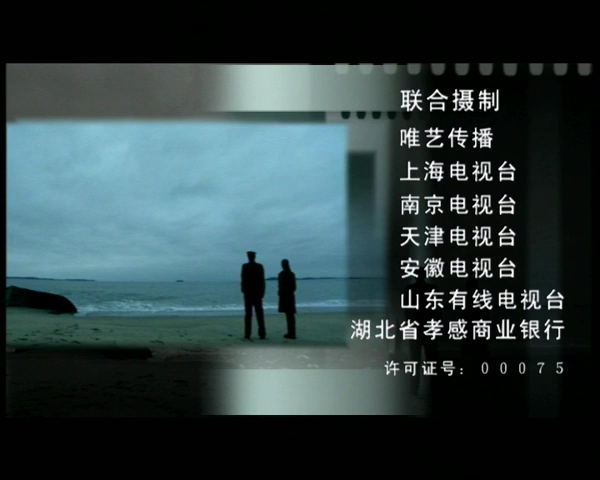 联合摄制
唯艺传播
上海电视台
南京电视台
天津电视台
安徽电视台
山东有线电视台
湖北省孝感商业银行
许可证号：00075